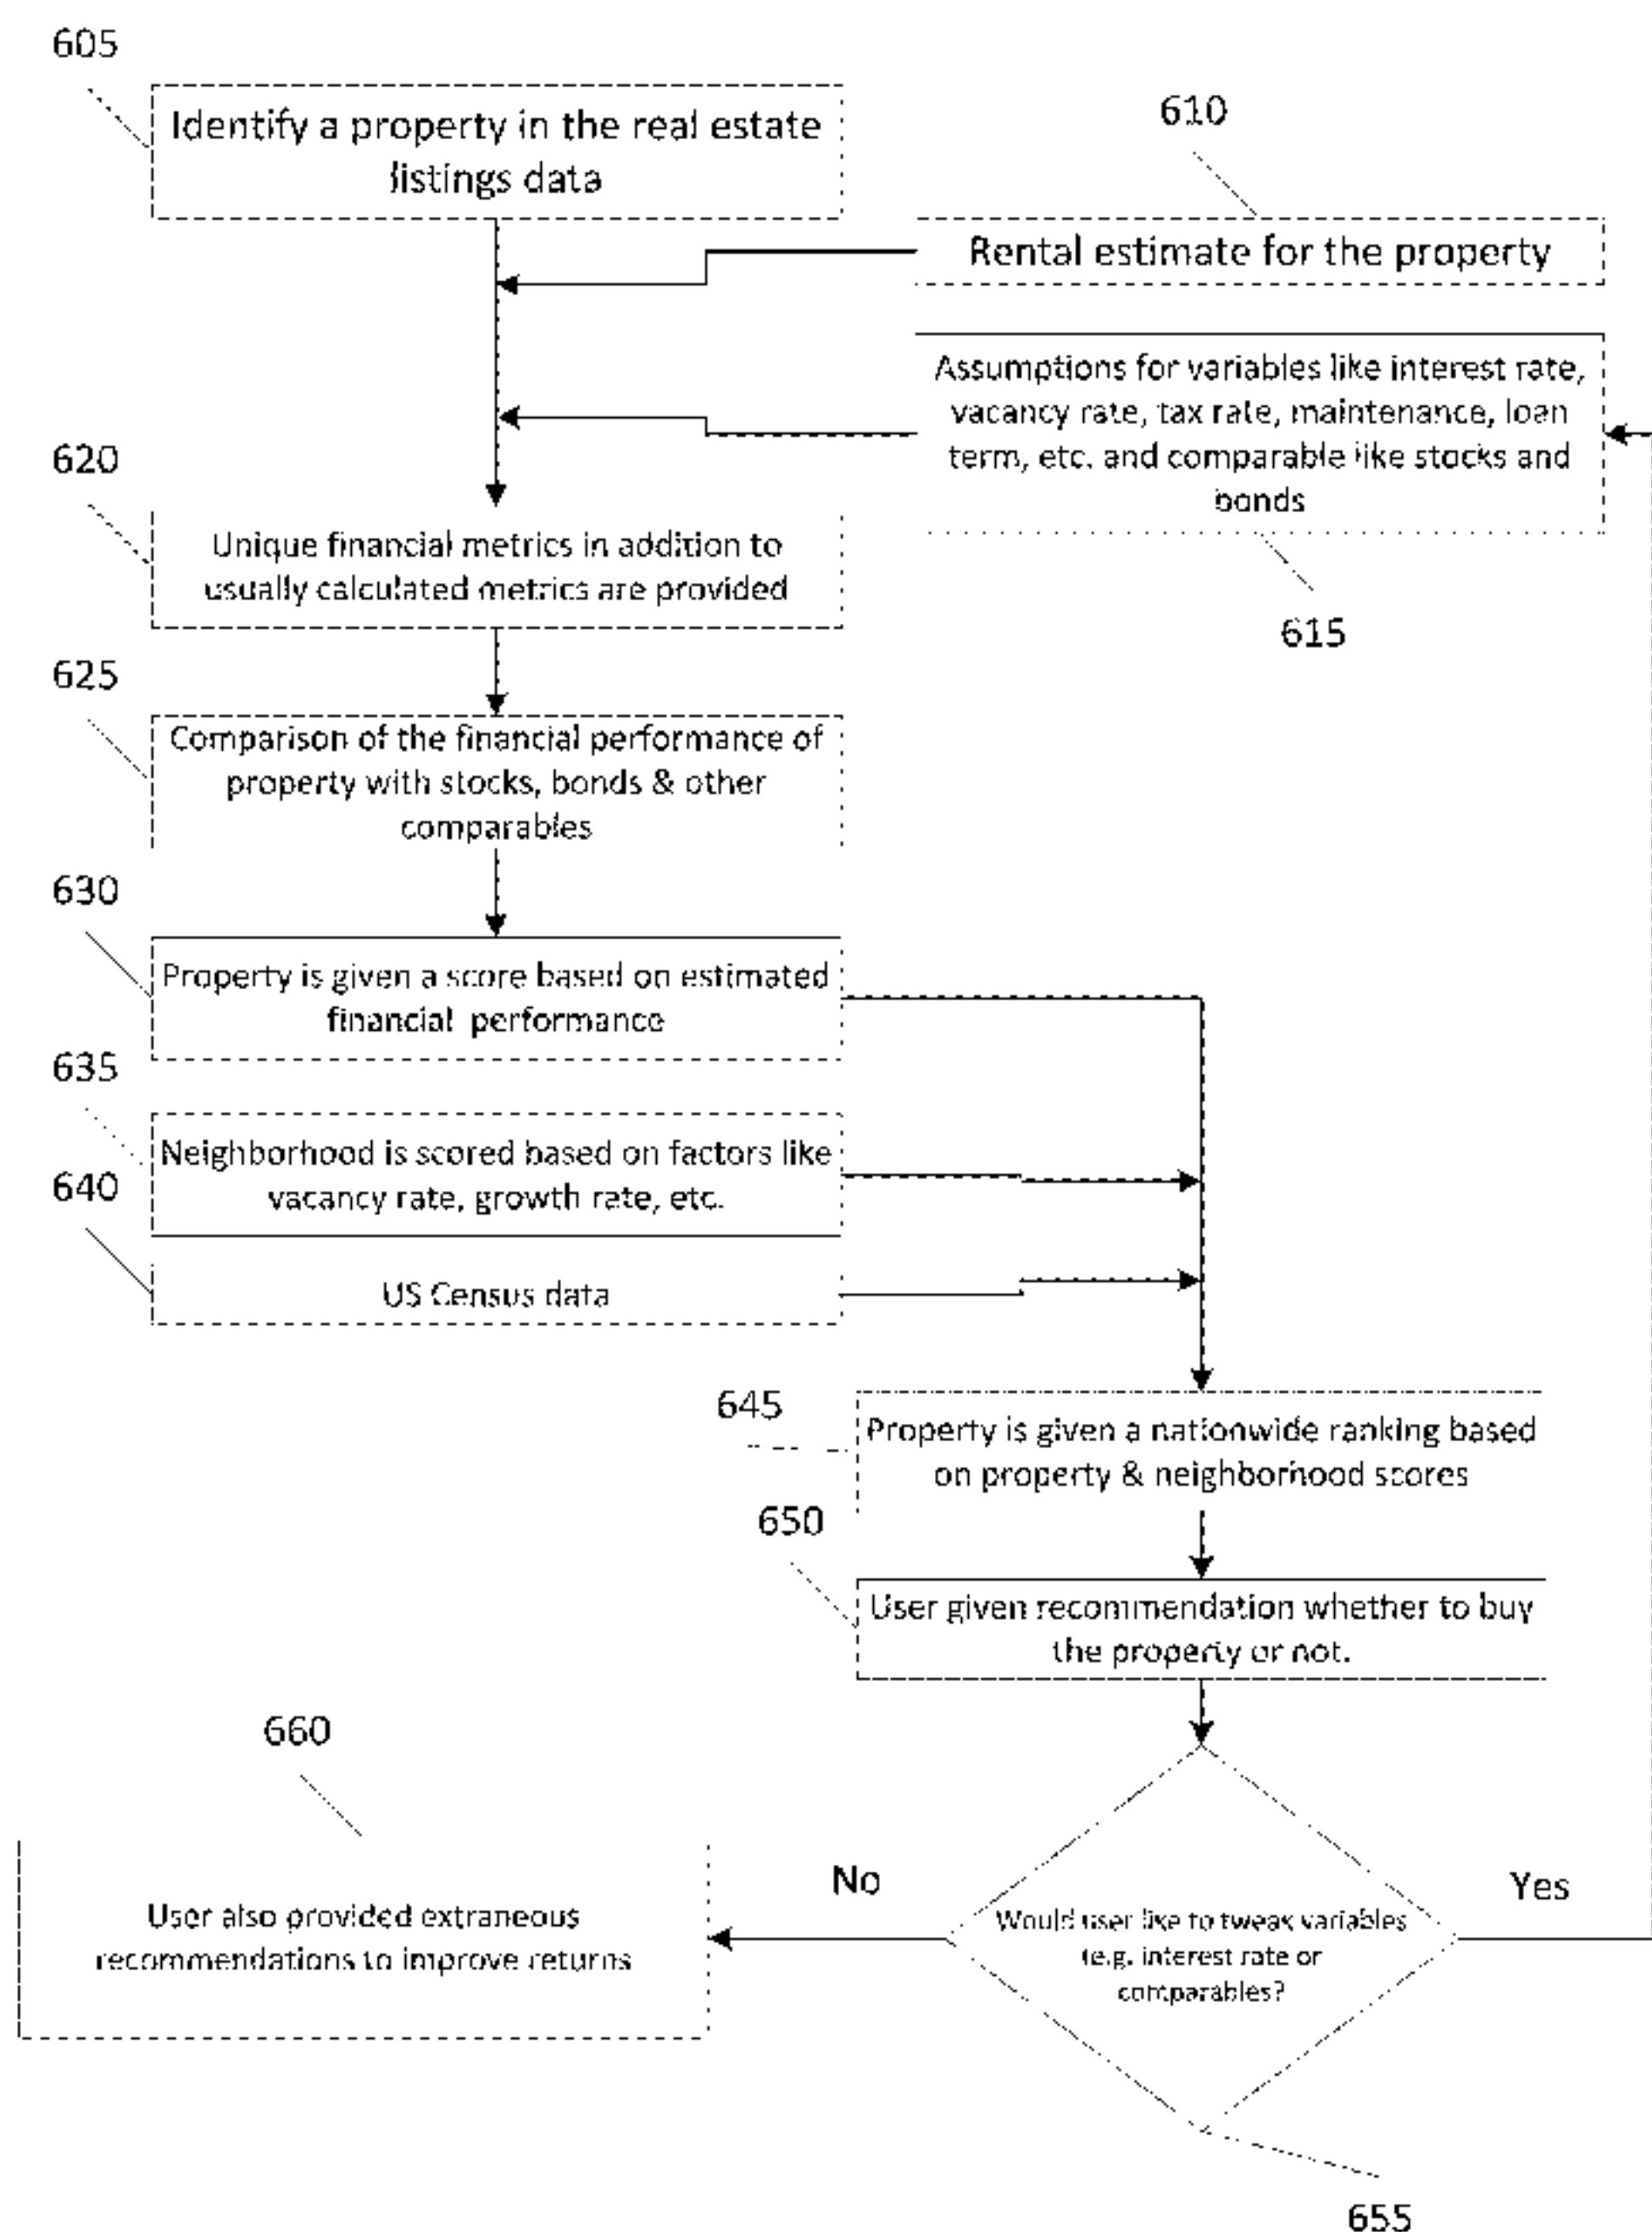 605
Identify a property in the real estate
listings data
610
Rental estimate for the property
Assumptions for variables like interest rate,
vacancy rate, tax rate, maintenance, loan
term, etc. and comparable like stocks and
bonds
615
620
Unique financial metrics in addition to
usually calculated metrics are provided
625
Comparison of the financial performance of
property with stocks, bonds & other
comparables
630
Property is given a score based on estimated
financial performance
635
Neighborhood is scored based on factors like
vacancy rate, growth rate, etc.
640
US Census data
645
Property is given a nationwide ranking based
on property & neighborhood scores
650
User given recommendation whether to buy
the property or not.
660
User also provided extraneous
recommendations to improve returns
No
Would user like to tweak variables
(e.g. interest rate or
comparables?
Yes
655